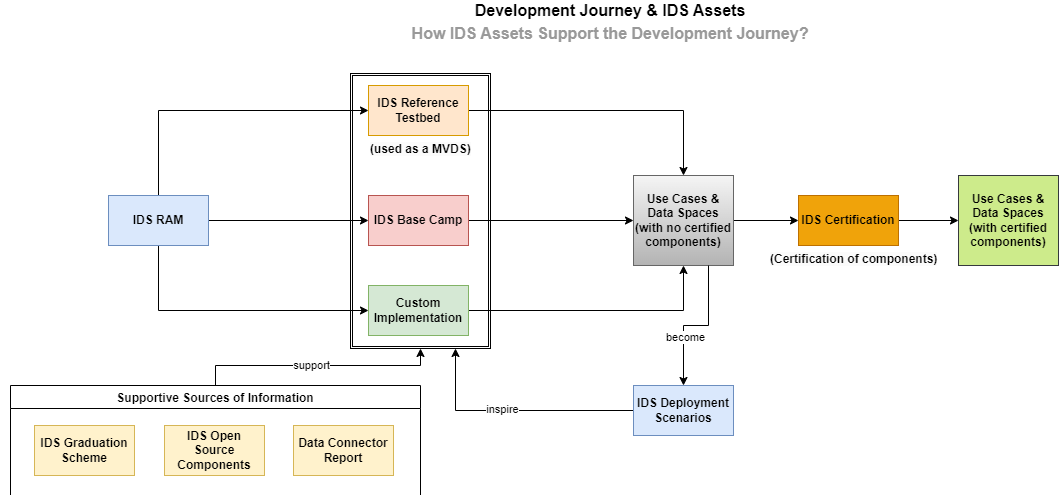 Development Journey & IDS Assets
How IDS Assets Support the Development Journey?
IDS Reference
Testbed
(used as a MVDS)
IDS RAM
IDS Base Camp
Use Cases &
Data Spaces
(with no certified
components)
IDS Certification
(Certification of components)
Use Cases &
Data Spaces
(with certified
components)
Custom
Implementation
become
support
Supportive Sources of Information
inspire
IDS Deployment
Scenarios
IDS Graduation
Scheme
IDS Open
Source
Components
Data Connector
Report